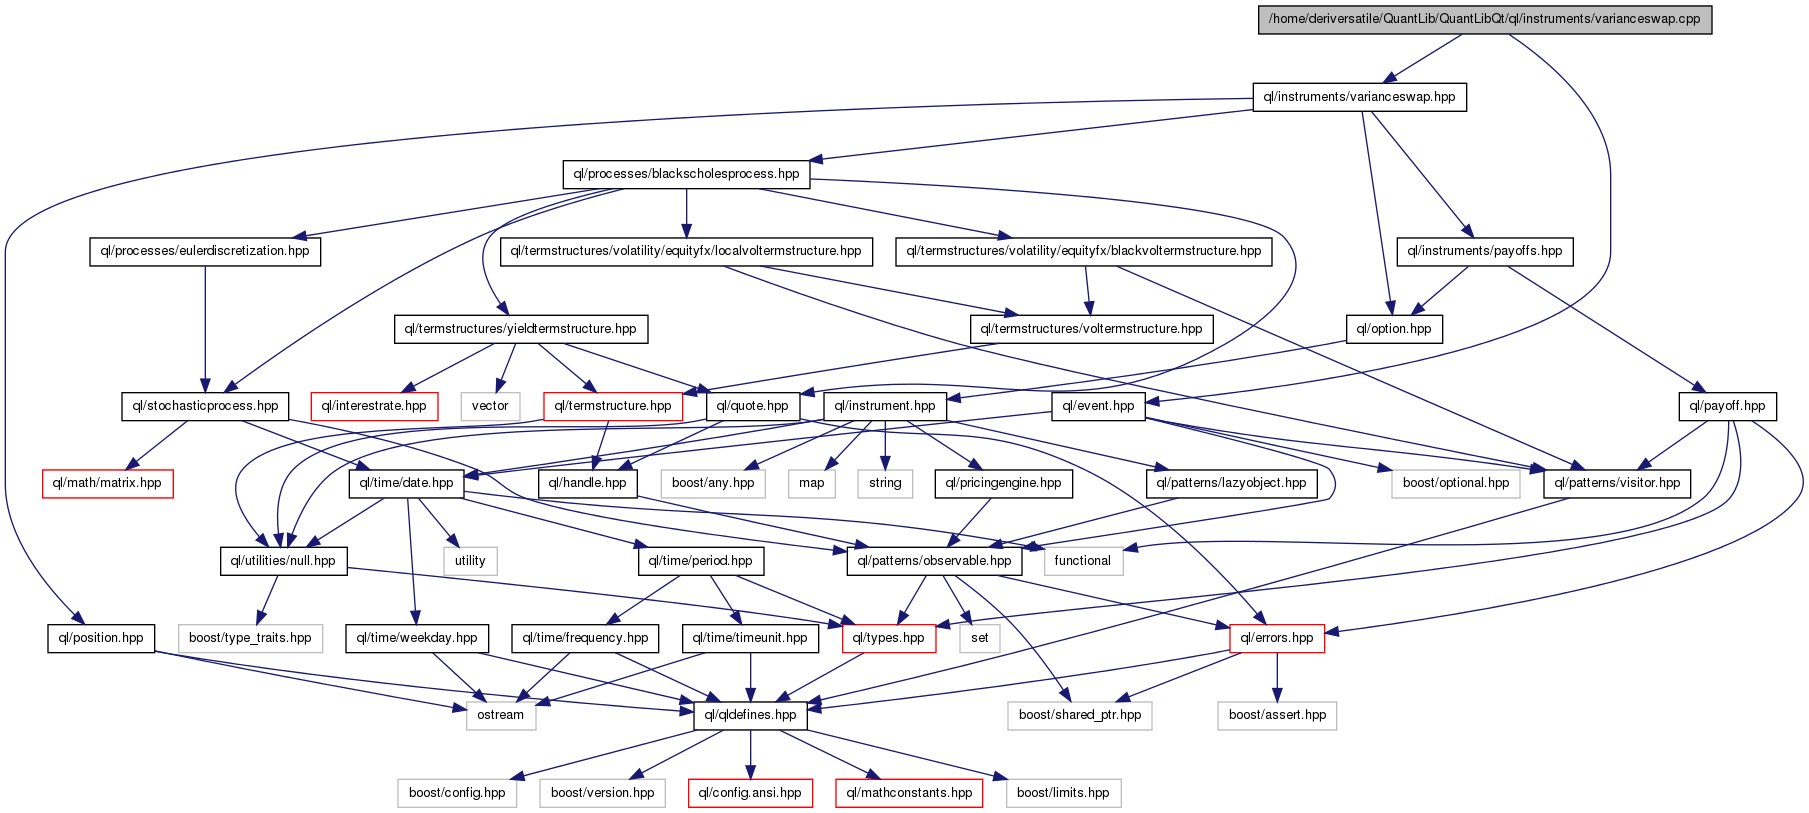 /home/deriversatile/QuantLib/QuantLibQt/ql/instruments/varianceswap.cpp
ql/instruments/varianceswap.hpp
ql/processes/blackscholesprocess.hpp
ql/processes/eulerdiscretization.hpp
ql/termstructures/volatility/equityfx/localvoltermstructure.hpp
ql/termstructures/volatility/equityfx/blackvoltermstructure.hpp
ql/instruments/payoffs.hpp
ql/termstructures/yieldtermstructure.hpp
ql/termstructures/voltermstructure.hpp
ql/option.hpp
ql/stochasticprocess.hpp
ql/interestrate.hpp
vector
ql/termstructure.hpp
ql/quote.hpp
ql/instrument.hpp
ql/event.hpp
ql/payoff.hpp
ql/math/matrix.hpp
ql/time/date.hpp
ql/handle.hpp
boost/any.hpp
map
string
ql/pricingengine.hpp
ql/patterns/lazyobject.hpp
boost/optional.hpp
ql/patterns/visitor.hpp
ql/utilities/null.hpp
utility
ql/time/period.hpp
ql/patterns/observable.hpp
functional
ql/position.hpp
boost/type_traits.hpp
ql/time/weekday.hpp
ql/time/frequency.hpp
ql/time/timeunit.hpp
ql/types.hpp
set
ql/errors.hpp
ostream
ql/qldefines.hpp
boost/shared_ptr.hpp
boost/assert.hpp
boost/config.hpp
boost/version.hpp
ql/config.ansi.hpp
ql/mathconstants.hpp
boost/limits.hpp